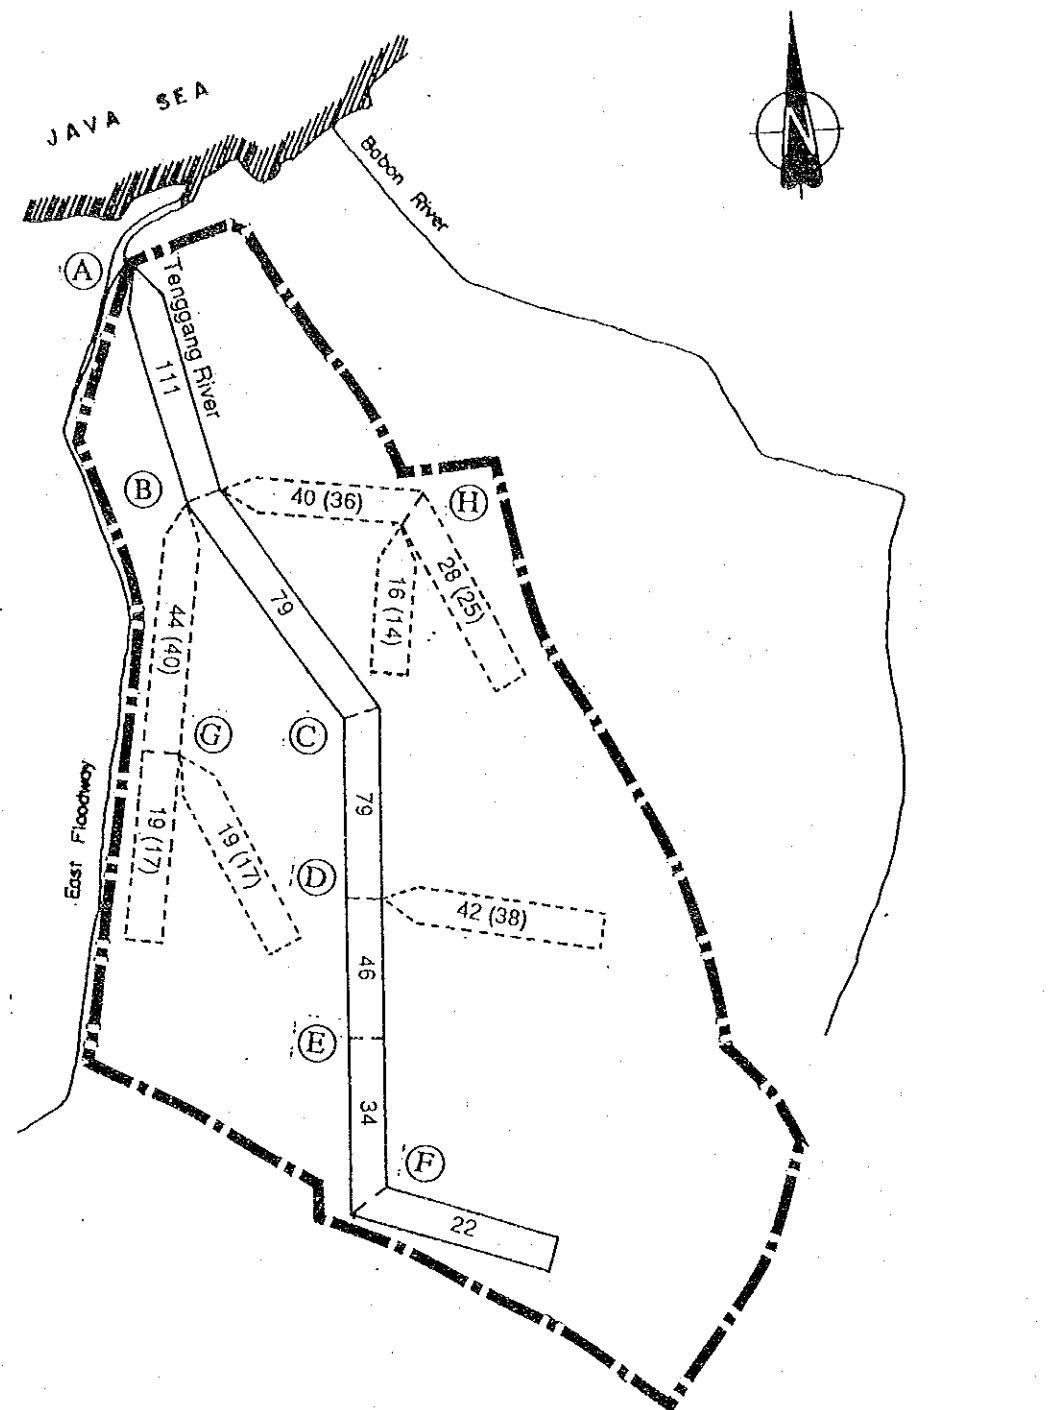 JAVA SEA
N
Babon River
A
Tenggang River
111
B
40 (36)
H
28 (25)
16 (14)
79
44 (40)
G
C
79
East Floodway
19 (17)
19 (17)
D
42 (38)
46
E
34
F
22